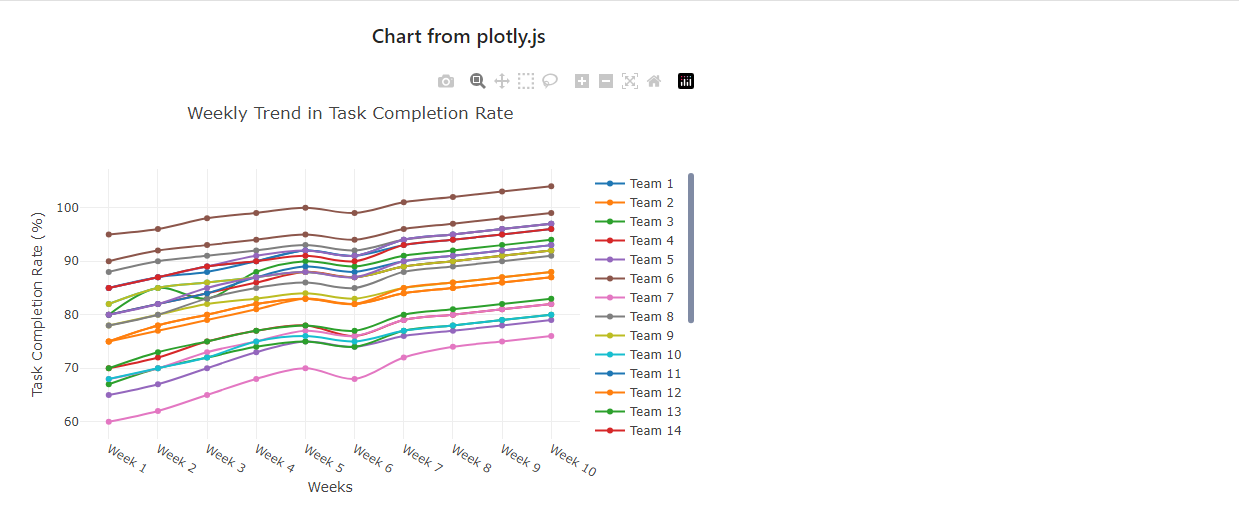 Chart from plotly.js
Weekly Trend in Task Completion Rate
Task Completion Rate (%)
100
90
80
70
60
Week 1
Week 2
Week 3
Week 4
Week 5
Week 6
Week 7
Week 8
Week 9
Week 10
Weeks
Team 1
Team 2
Team 3
Team 4
Team 5
Team 6
Team 7
Team 8
Team 9
Team 10
Team 11
Team 12
Team 13
Team 14